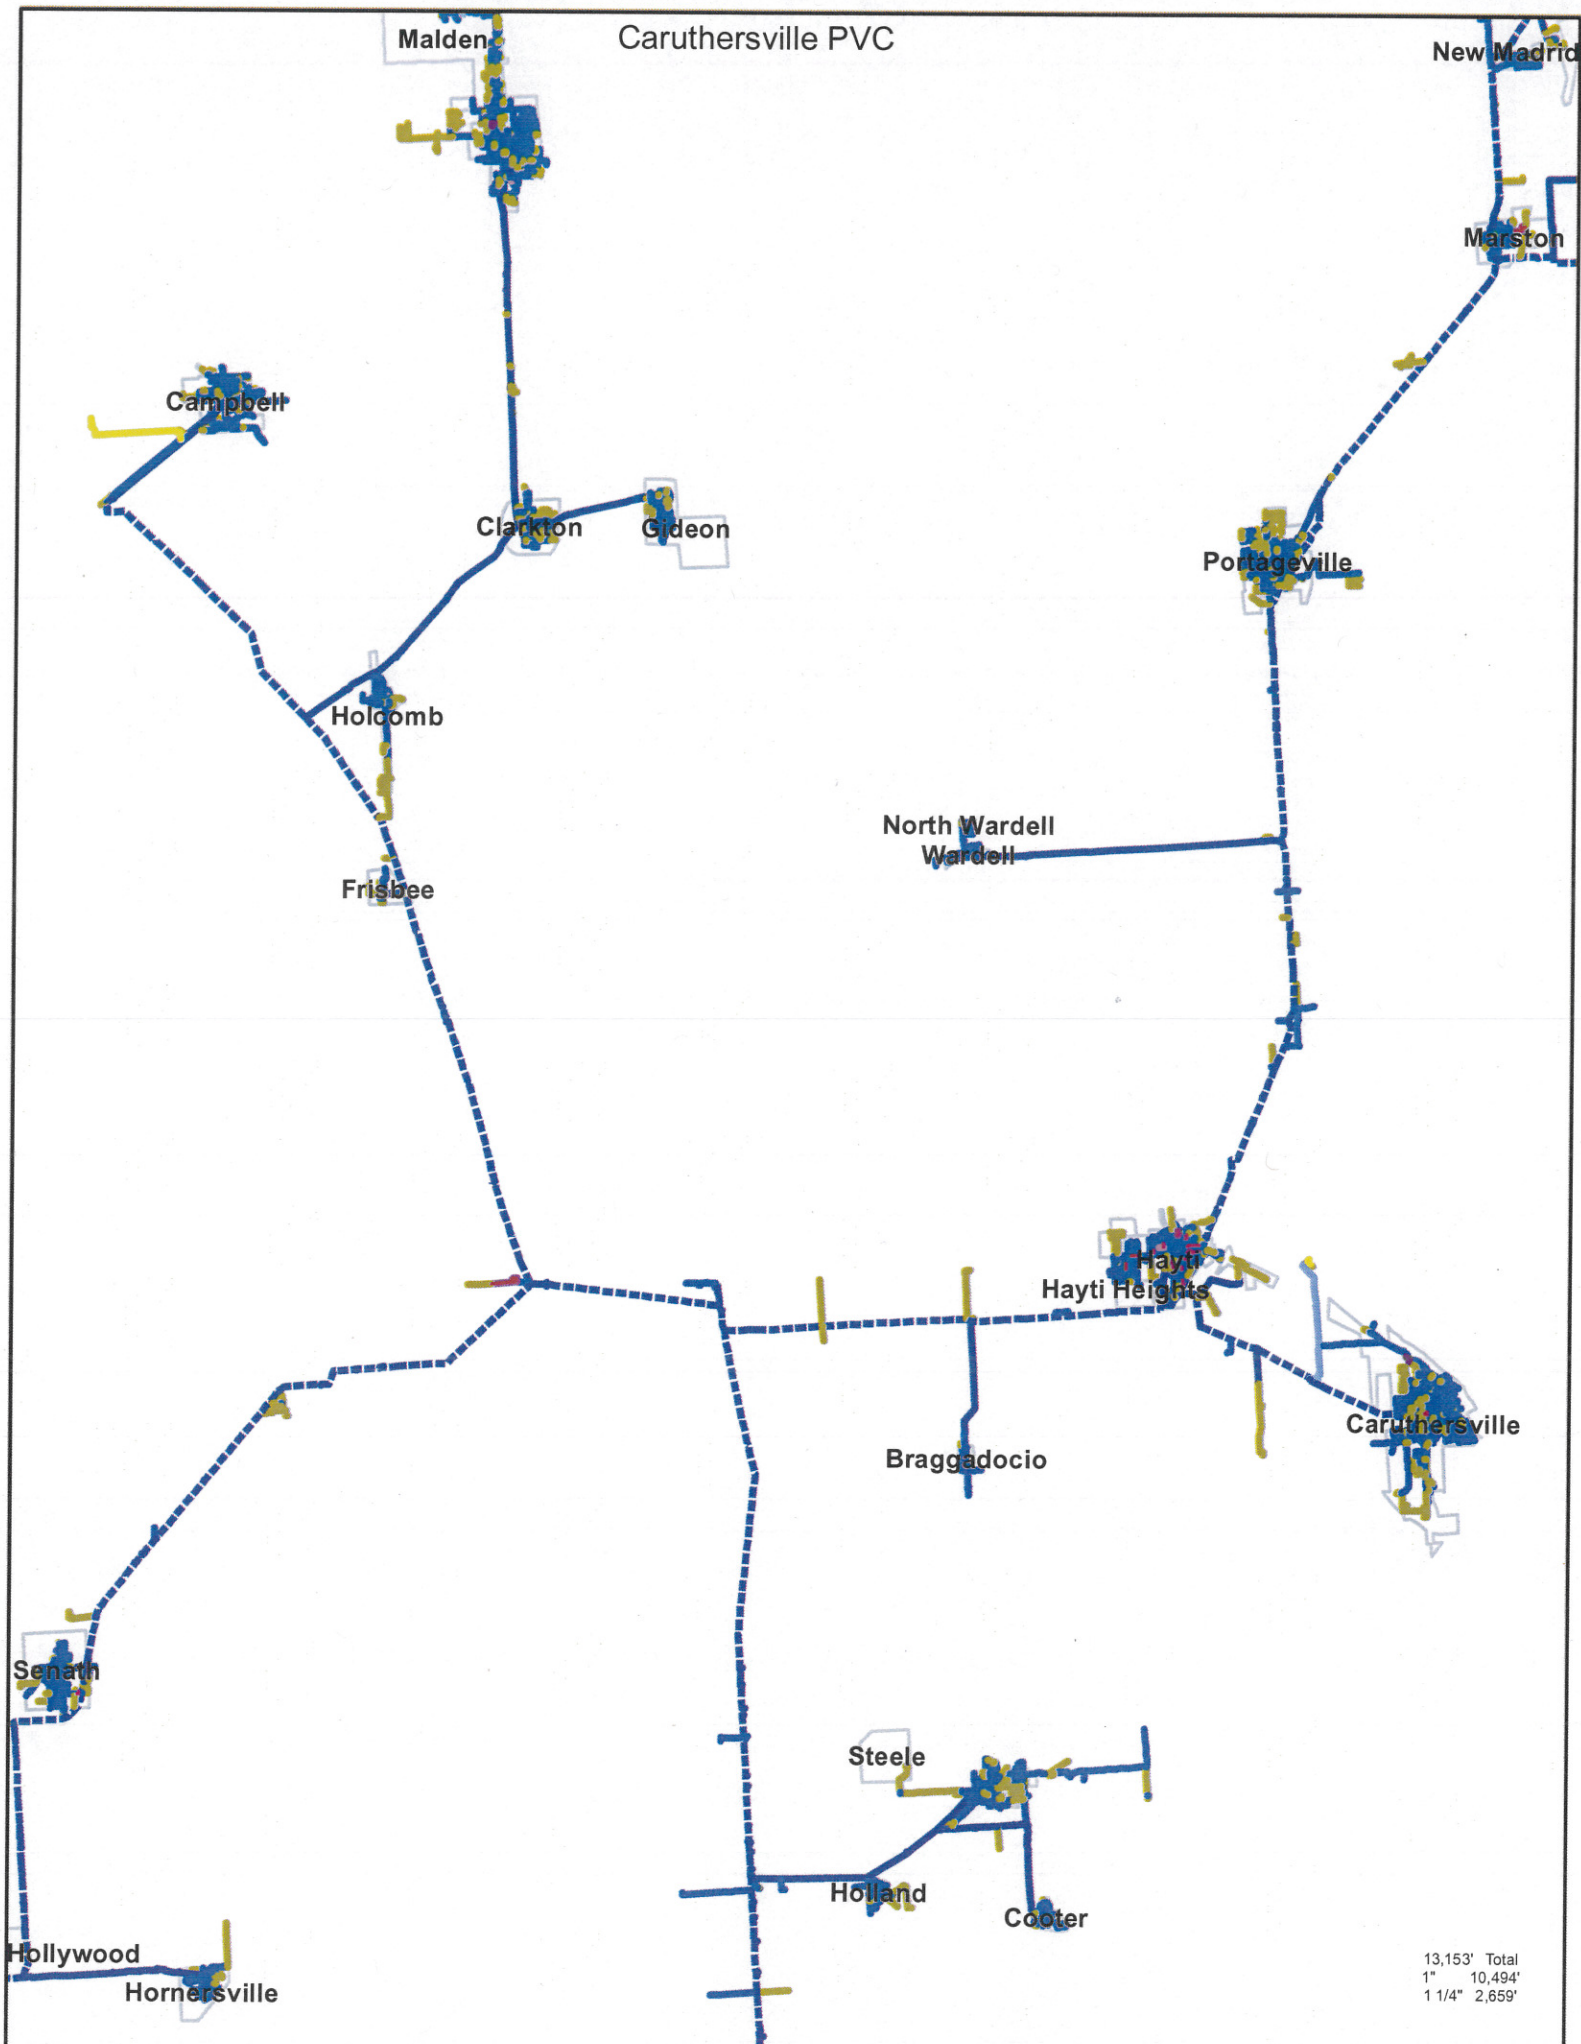 Caruthersville PVC
Malden
New Madrid
Marston
Campbell
Clarkton
Gideon
Portageville
Holcomb
North Wardell
Wardell
Frisbee
Hayti
Hayti Heights
Caruthersville
Braggadocio
Senath
Steele
Holland
Cooter
Hollywood
Hornersville
13,153' Total
1" 10,494'
1 1/4" 2,659'